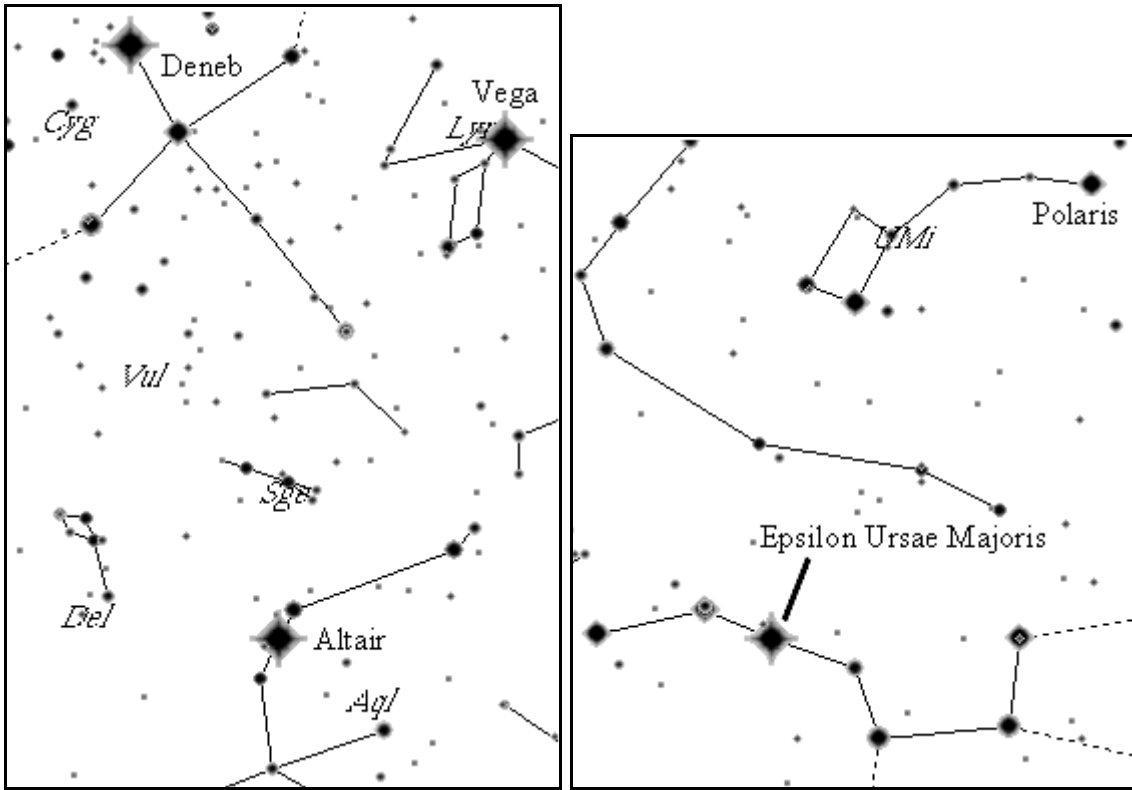 Deneb
Vega
Cyg
Lyr
Vul
Sge
Del
Altair
Aql
Polaris
UMi
Epsilon Ursae Majoris